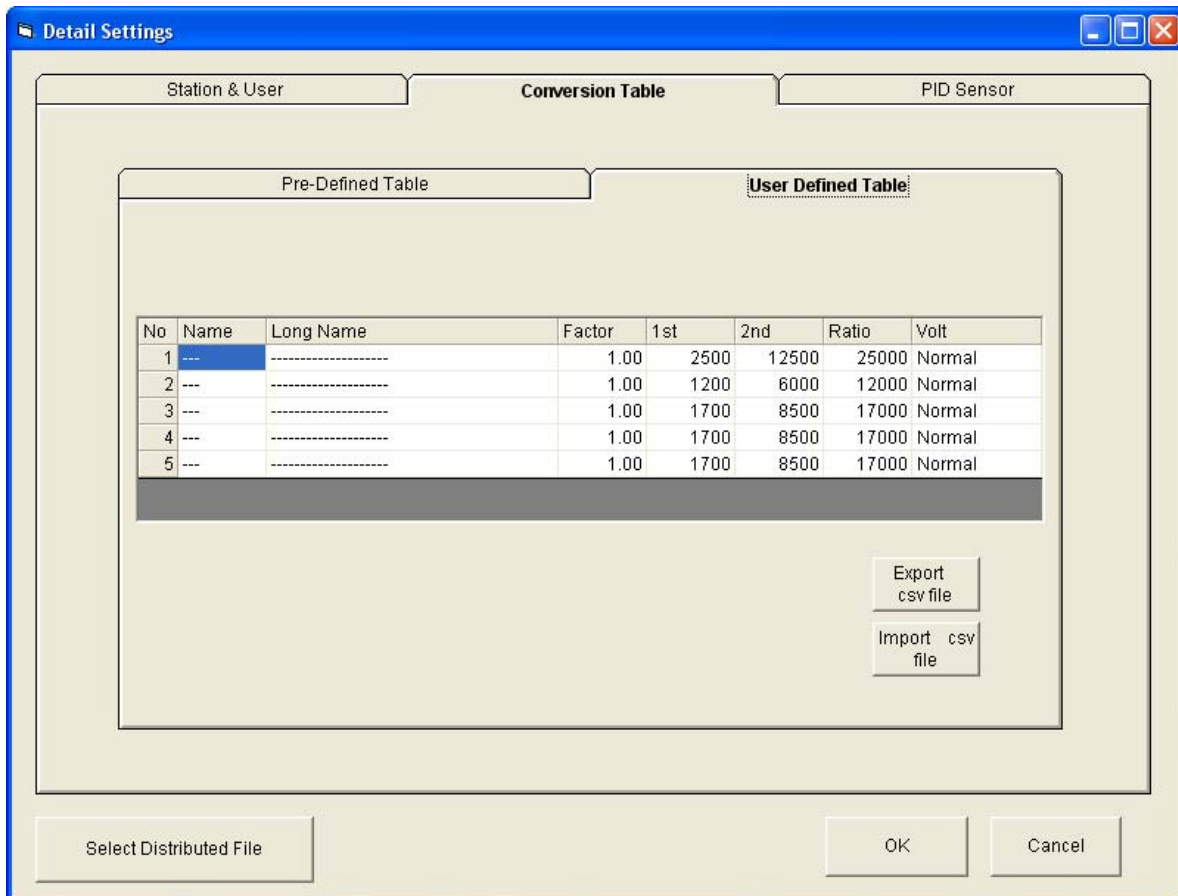 Detail Settings
Station & User Conversion Table PID Sensor
Pre-Defined Table User Defined Table
No Name Long Name Factor 1st 2nd Ratio Volt
1 --- -------------------- 1.00 2500 12500 25000 Normal
2 --- -------------------- 1.00 1200 6000 12000 Normal
3 --- -------------------- 1.00 1700 8500 17000 Normal
4 --- -------------------- 1.00 1700 8500 17000 Normal
5 --- -------------------- 1.00 1700 8500 17000 Normal
Export
csv file
Import csv
file
Select Distributed File OK Cancel